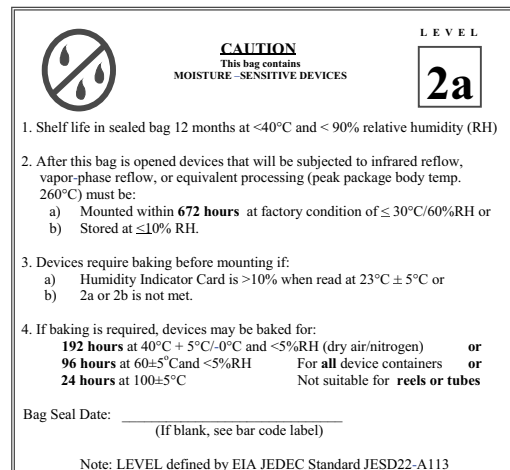 LEVEL
CAUTION
This bag contains
MOISTURE –SENSITIVE DEVICES
2a
1. Shelf life in sealed bag 12 months at <40°C and < 90% relative humidity (RH)
2. After this bag is opened devices that will be subjected to infrared reflow,
vapor-phase reflow, or equivalent processing (peak package body temp.
260°C) must be:
a) Mounted within 672 hours at factory condition of ≤ 30°C/60%RH or
b) Stored at ≤10% RH.
3. Devices require baking before mounting if:
a) Humidity Indicator Card is >10% when read at 23°C ± 5°C or
b) 2a or 2b is not met.
4. If baking is required, devices may be baked for:
192 hours at 40°C + 5°C/-0°C and <5%RH (dry air/nitrogen) or
96 hours at 60±5°Cand <5%RH For all device containers or
24 hours at 100±5°C Not suitable for reels or tubes
Bag Seal Date: ______________________________
(If blank, see bar code label)
Note: LEVEL defined by EIA JEDEC Standard JESD22-A113